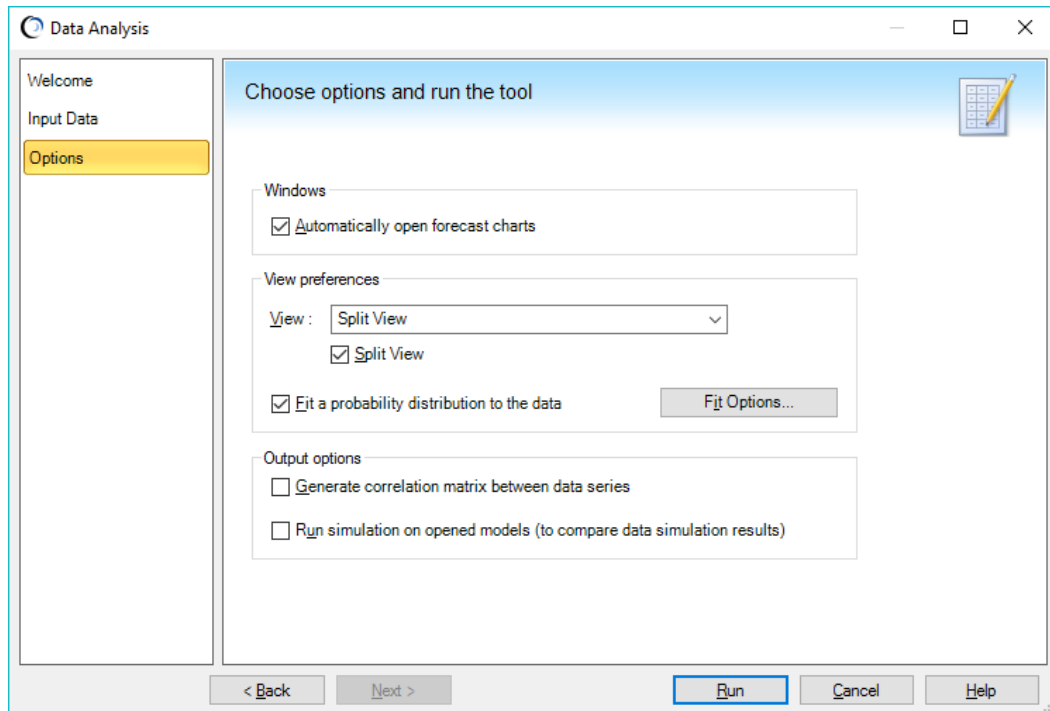 Data Analysis
Welcome
Input Data
Options
Choose options and run the tool
Windows
Automatically open forecast charts
View preferences
View : Split View
Split View
Fit a probability distribution to the data Fit Options...
Output options
Generate correlation matrix between data series
Run simulation on opened models (to compare data simulation results)
< Back Next > Run Cancel Help